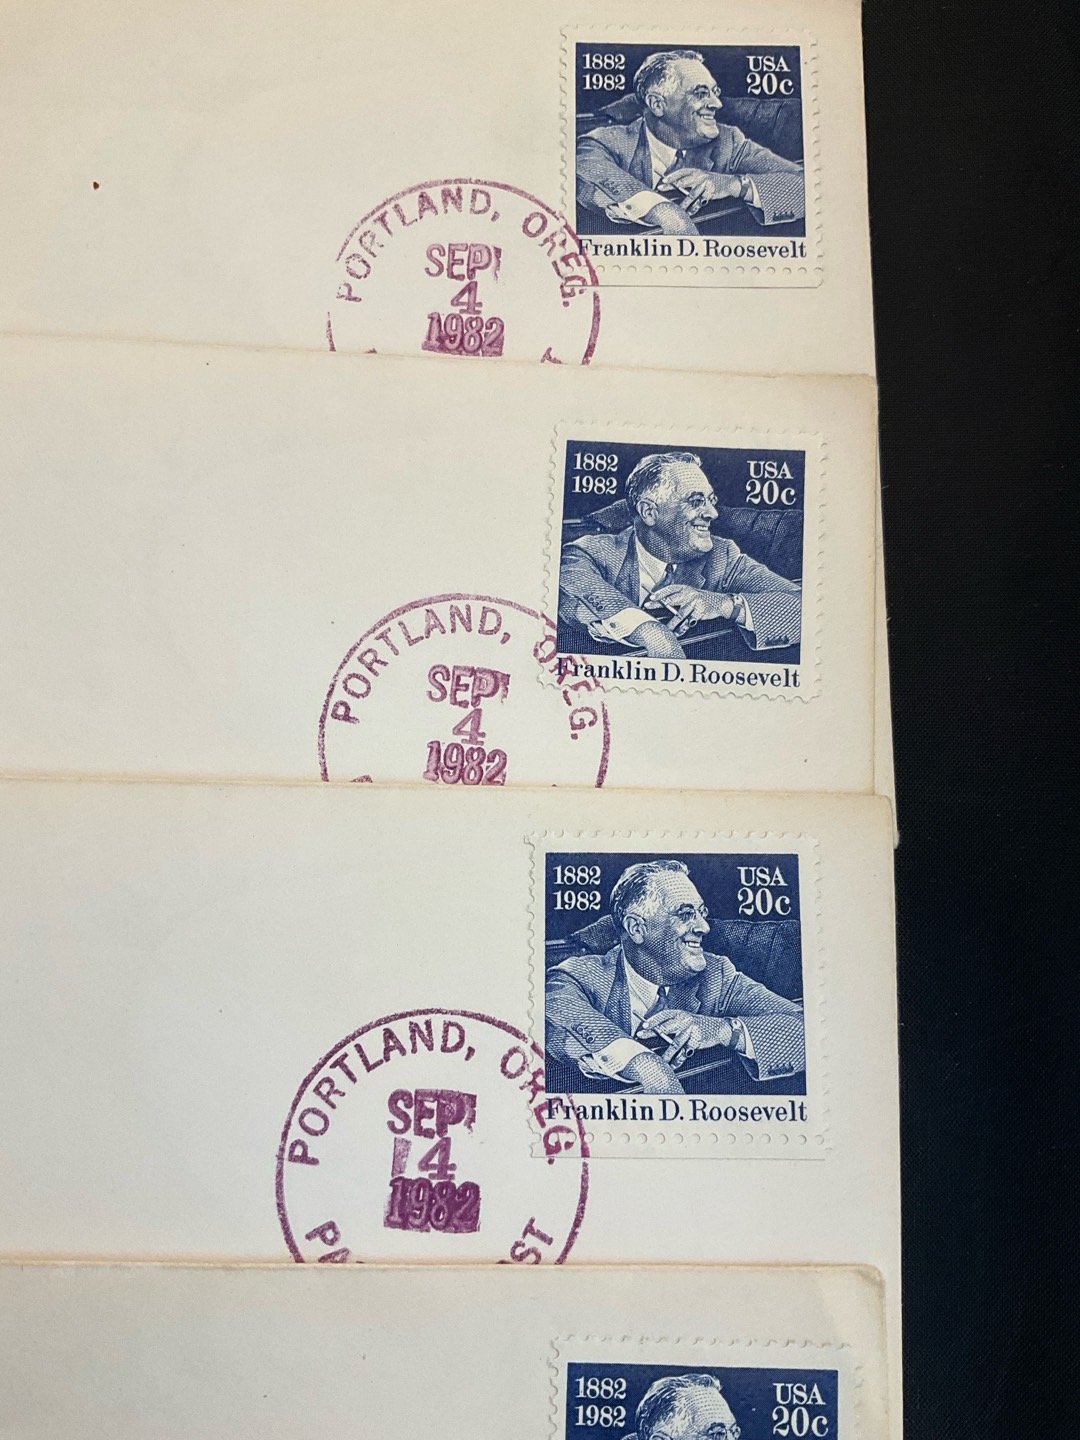 1882
1982
USA
20c
Franklin D. Roosevelt
PORTLAND, OREG.
SEP
4
1982
1882
1982
USA
20c
Franklin D. Roosevelt
PORTLAND, OREG.
SEP
4
1982
1882
1982
USA
20c
Franklin D. Roosevelt
PORTLAND, OREG.
SEP
4
1982
1882
1982
USA
20c